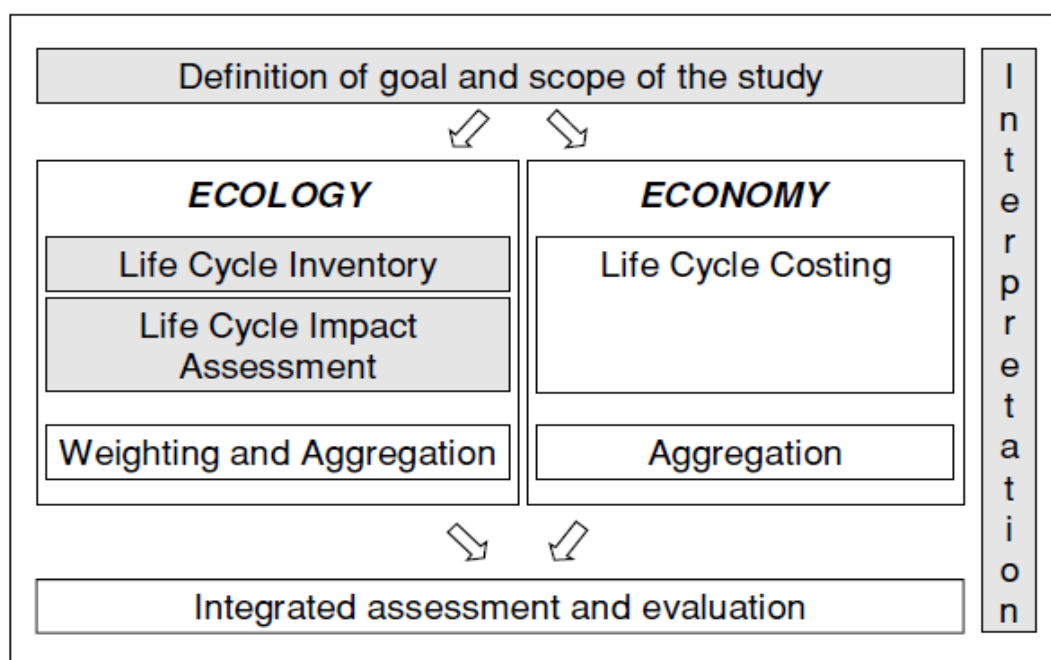 Definition of goal and scope of the study
ECOLOGY
Life Cycle Inventory
Life Cycle Impact
Assessment
Weighting and Aggregation
ECONOMY
Life Cycle Costing
Aggregation
Integrated assessment and evaluation
Interpretation